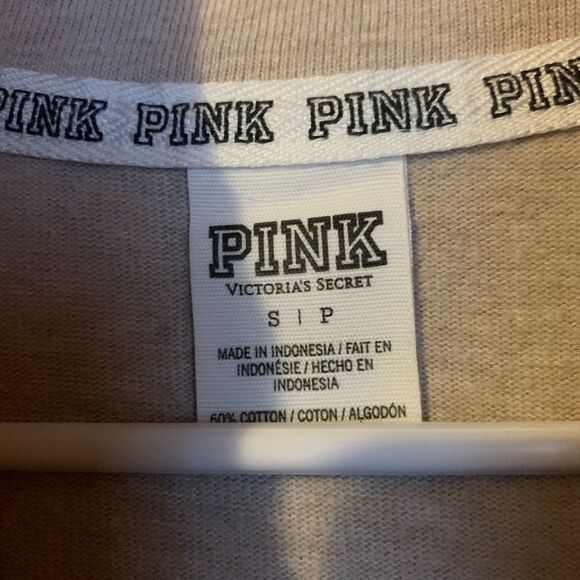 PINK PINK PINK PINK
PINK
VICTORIA'S SECRET
S | P
MADE IN INDONESIA / FAIT EN
INDONÉSIE / HECHO EN
INDONESIA
60% COTTON / COTON / ALGODÓN